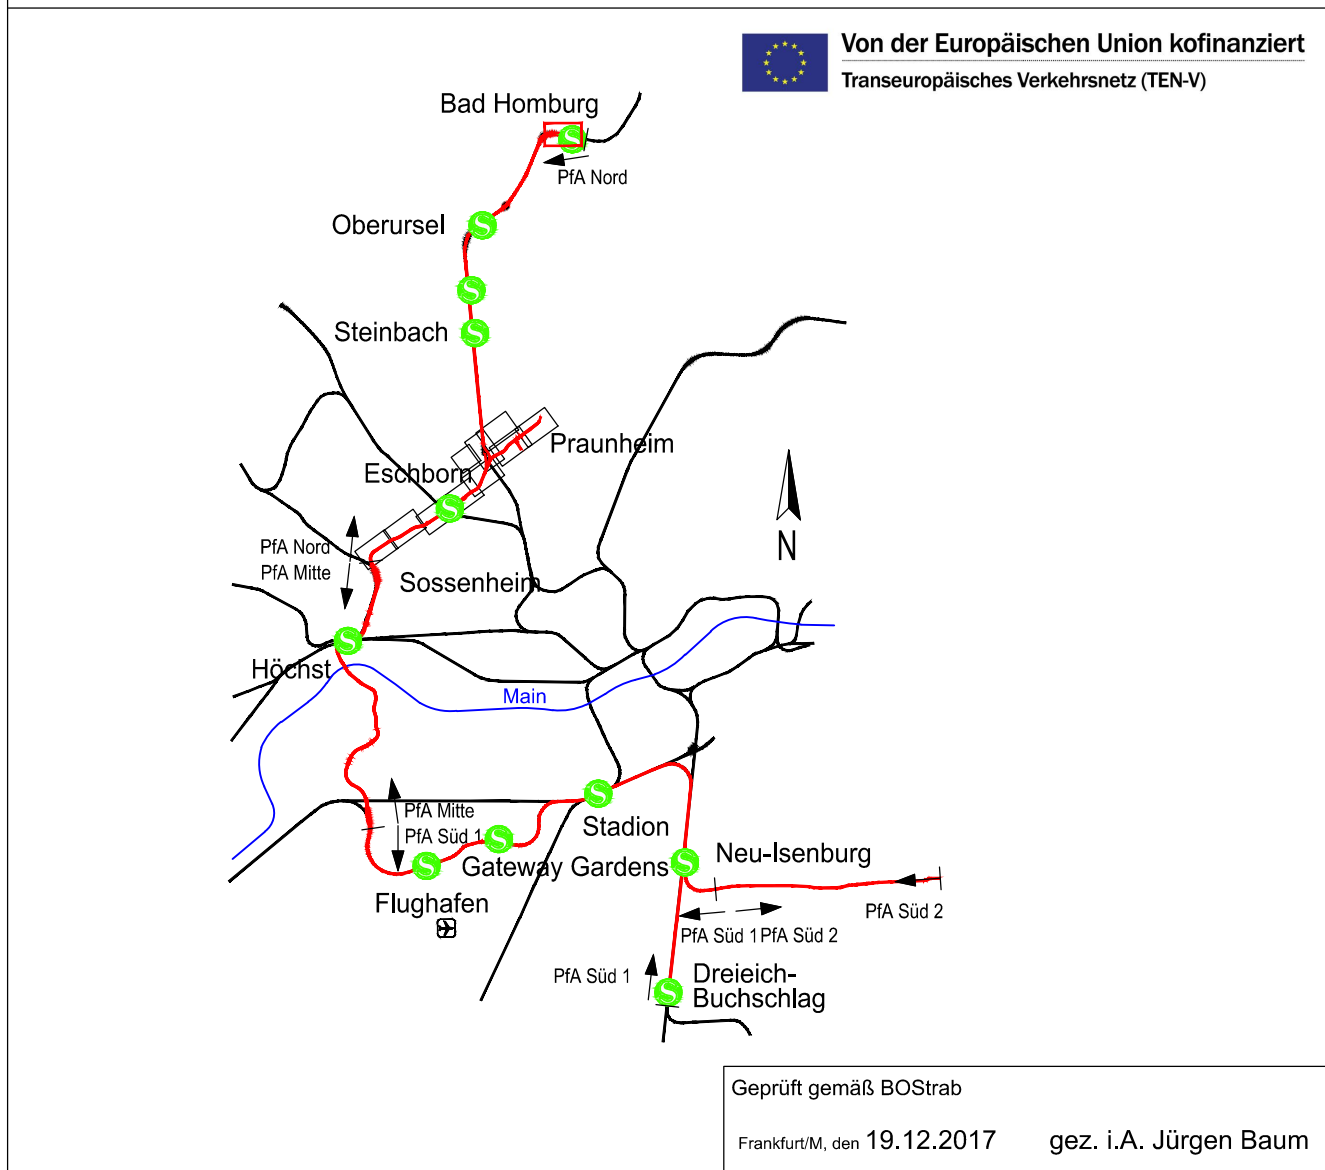 Von der Europäischen Union kofinanziert
Transeuropäisches Verkehrsnetz (TEN-V)
Bad Homburg
PfA Nord
Oberursel
Steinbach
Praunheim
Eschborn
N
PfA Nord
PfA Mitte
Sossenheim
Höchst
Main
PfA Mitte
PfA Süd 1
Stadion
Gateway Gardens
Neu-Isenburg
Flughafen
PfA Süd 2
PfA Süd 1 PfA Süd 2
PfA Süd 1
Dreieich-
Buchschlag
Geprüft gemäß BOStrab
Frankfurt/M, den 19.12.2017 gez. i.A. Jürgen Baum